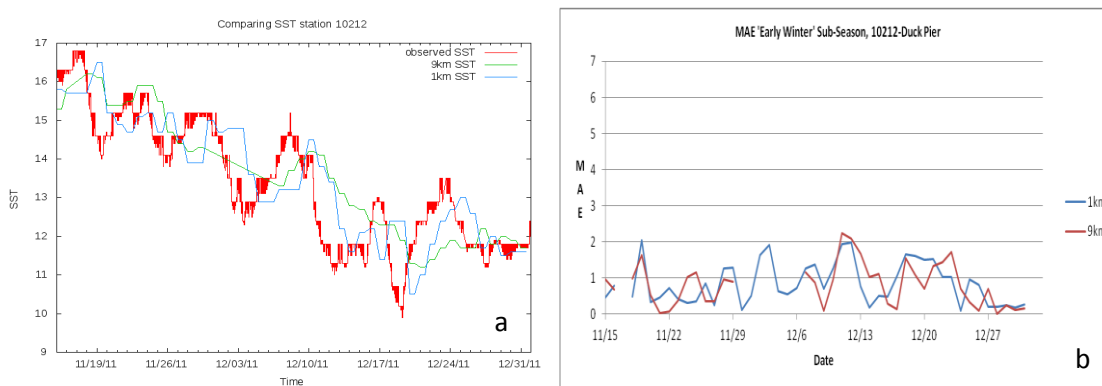 Comparing SST station 10212
17
16
15
14
13
12
11
10
9
SST
observed SST
9km SST
1km SST
11/19/11
11/26/11
12/03/11
12/10/11
12/17/11
12/24/11
12/31/11
Time
a
MAE 'Early Winter' Sub-Season, 10212-Duck Pier
7
6
5
4
3
2
1
0
M
A
E
11/15
11/22
11/29
12/6
12/13
12/20
12/27
Date
1km
9km
b